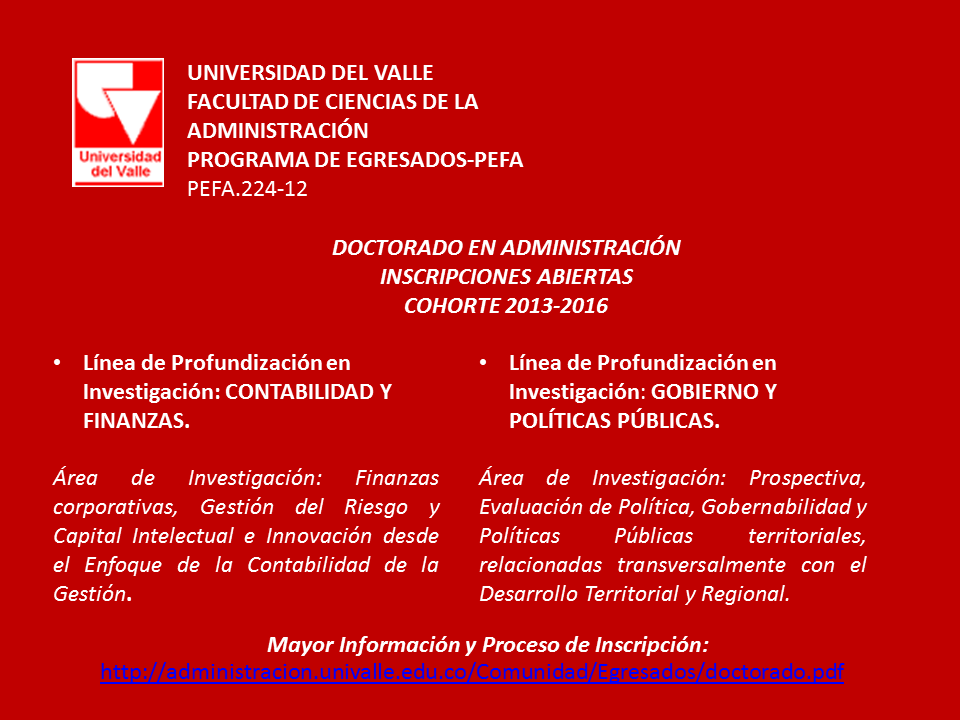 Universidad
del Valle
UNIVERSIDAD DEL VALLE
FACULTAD DE CIENCIAS DE LA
ADMINISTRACIÓN
PROGRAMA DE EGRESADOS-PEFA
PEFA.224-12
DOCTORADO EN ADMINISTRACIÓN
INSCRIPCIONES ABIERTAS
COHORTE 2013-2016
• Línea de Profundización en
Investigación: CONTABILIDAD Y
FINANZAS.
Área de Investigación: Finanzas
corporativas, Gestión del Riesgo y
Capital Intelectual e Innovación desde
el Enfoque de la Contabilidad de la
Gestión.
• Línea de Profundización en
Investigación: GOBIERNO Y
POLÍTICAS PÚBLICAS.
Área de Investigación: Prospectiva,
Evaluación de Política, Gobernabilidad y
Políticas Públicas territoriales,
relacionadas transversalmente con el
Desarrollo Territorial y Regional.
Mayor Información y Proceso de Inscripción:
http://administracion.univalle.edu.co/Comunidad/Egresados/doctorado.pdf